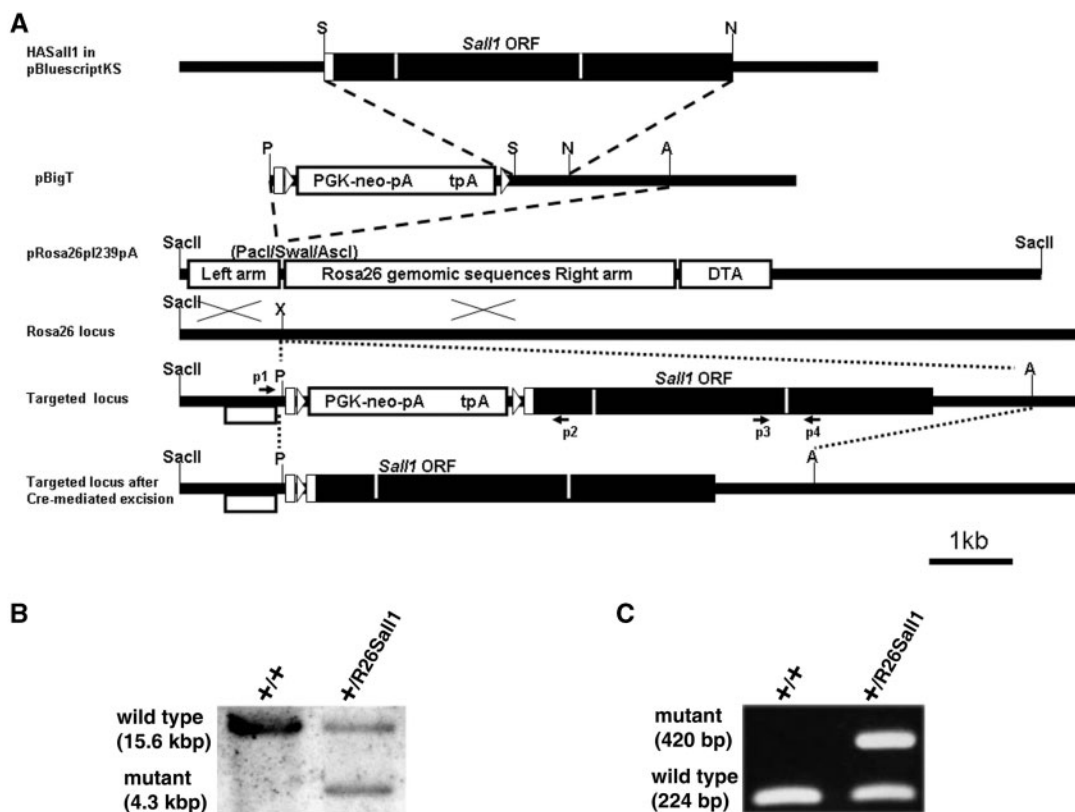 A
HASall1 in
pBluescriptKS
S
Sall1 ORF
N
pBigT
P
PGK-neo-pA tpA
S
N
A
pRosa26pl239pA
SacII
(PacI/SwaI/AscI)
SacII
Left arm
Rosa26 gemomic sequences Right arm
DTA
SacII
X
Rosa26 locus
Targeted locus
SacII
p1
P
PGK-neo-pA tpA
Sall1 ORF
A
p2
p3
p4
Targeted locus after
Cre-mediated excision
SacII
P
Sall1 ORF
A
1kb
B
+/+
+/R26Sall1
wild type
(15.6 kbp)
mutant
(4.3 kbp)
C
+/+
+/R26Sall1
mutant
(420 bp)
wild type
(224 bp)